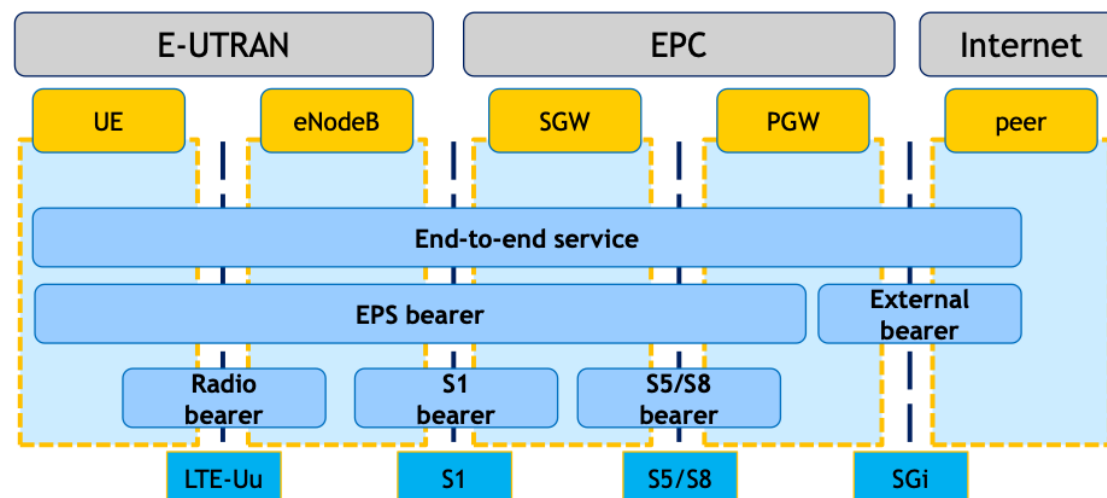 E-UTRAN
EPC
Internet
UE
eNodeB
SGW
PGW
peer
End-to-end service
EPS bearer
External
bearer
Radio
bearer
S1
bearer
S5/S8
bearer
LTE-Uu
S1
S5/S8
SGi